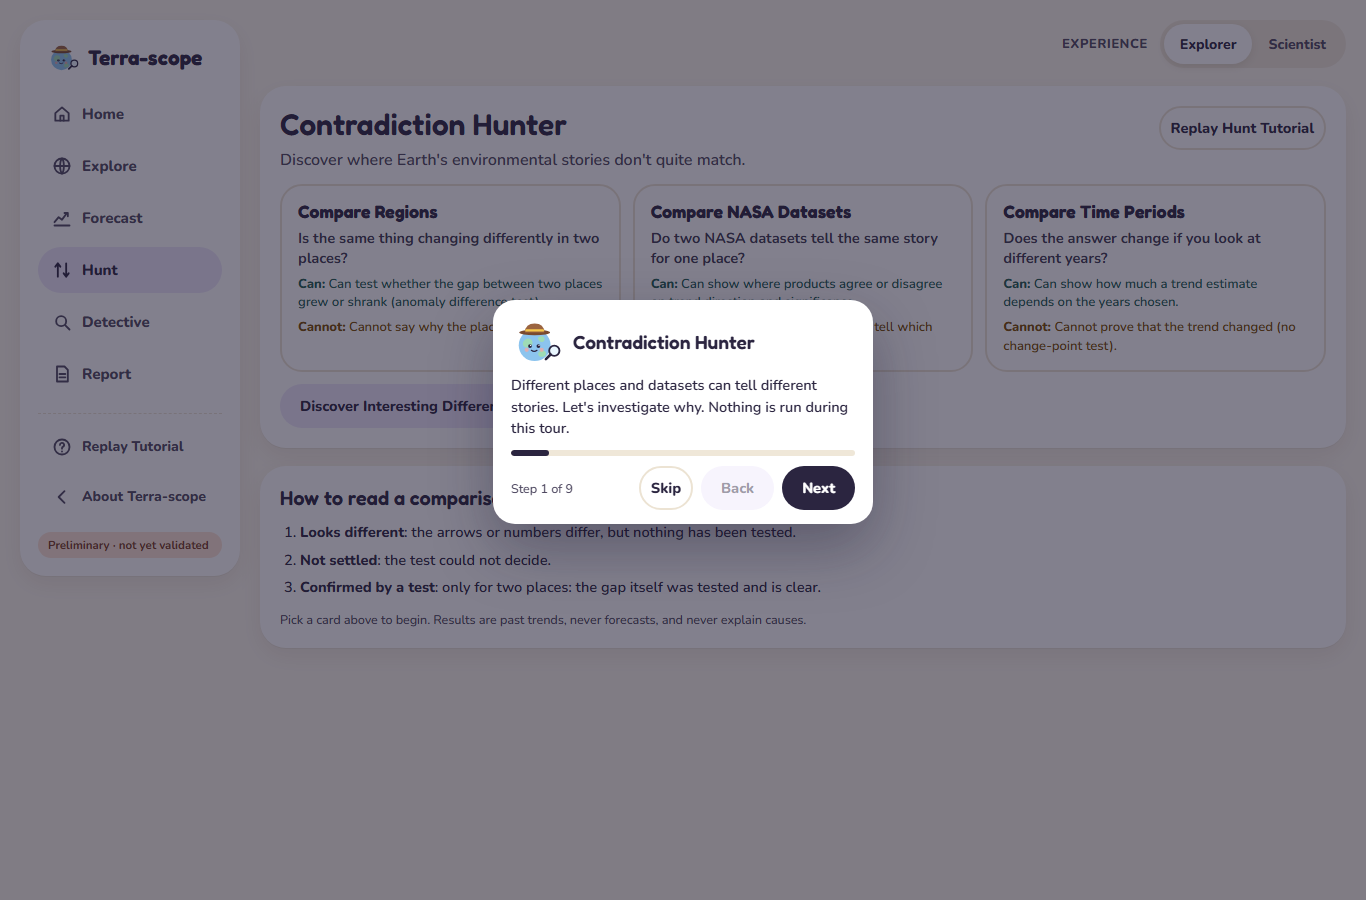 Terra-scope
Home
Explore
Forecast
Hunt
Detective
Report
Replay Tutorial
About Terra-scope
Preliminary · not yet validated
EXPERIENCE
Explorer
Scientist
Contradiction Hunter
Replay Hunt Tutorial
Discover where Earth's environmental stories don't quite match.
Compare Regions
Is the same thing changing differently in two
places?
Can: Can test whether the gap between two places
grew or shrank (anomaly difference
Cannot: Cannot say why the
Compare NASA Datasets
Do two NASA datasets tell the same story
for one place?
Can: Can show where products agree or disagree
tell which
Compare Time Periods
Does the answer change if you look at
different years?
Can: Can show how much a trend estimate
depends on the years chosen.
Cannot: Cannot prove that the trend changed (no
change-point test).
Discover Interesting
Contradiction Hunter
Different places and datasets can tell different
stories. Let's investigate why. Nothing is run during
this tour.
Step 1 of 9
Skip
Back
Next
How to read a
1. Looks different: the arrows or numbers differ, but nothing has been tested.
2. Not settled: the test could not decide.
3. Confirmed by a test: only for two places: the gap itself was tested and is clear.
Pick a card above to begin. Results are past trends, never forecasts, and never explain causes.